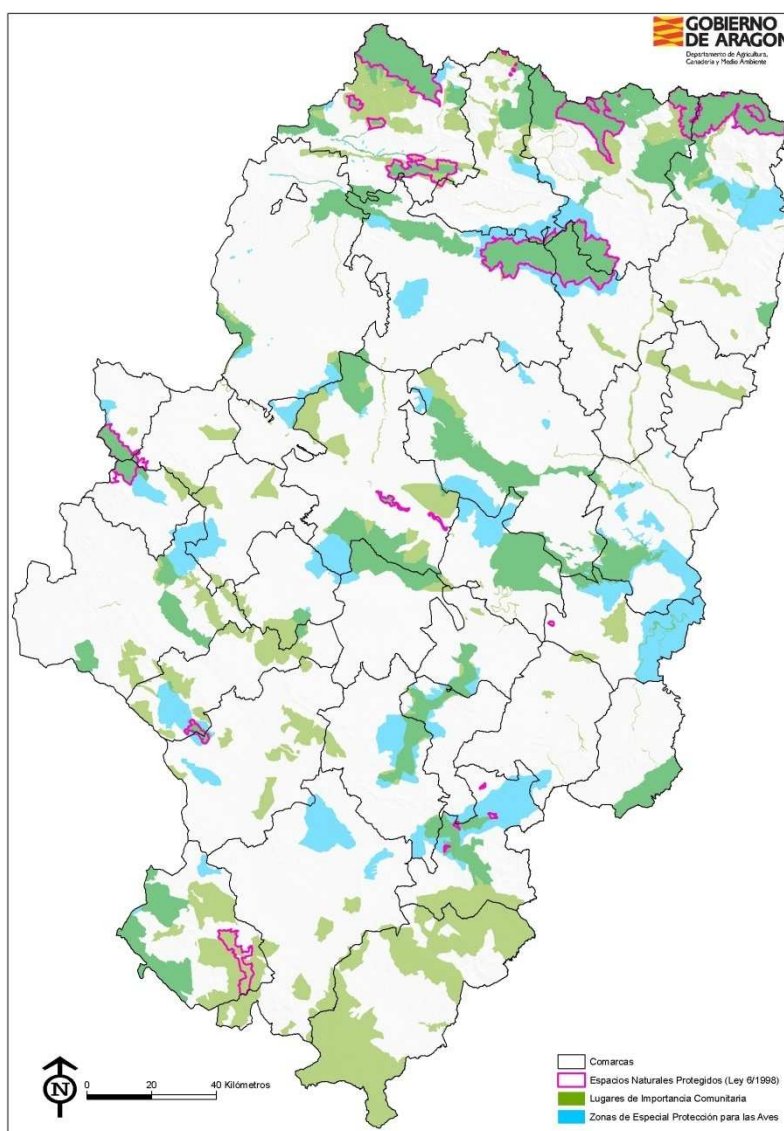 GOBIERNO
DE ARAGON
Departamento de Agricultura,
Ganadería y Medio Ambiente
N
0 20 40 Kilómetros
Comarcas
Espacios Naturales Protegidos (Ley 6/1998)
Lugares de Importancia Comunitaria
Zonas de Especial Protección para las Aves